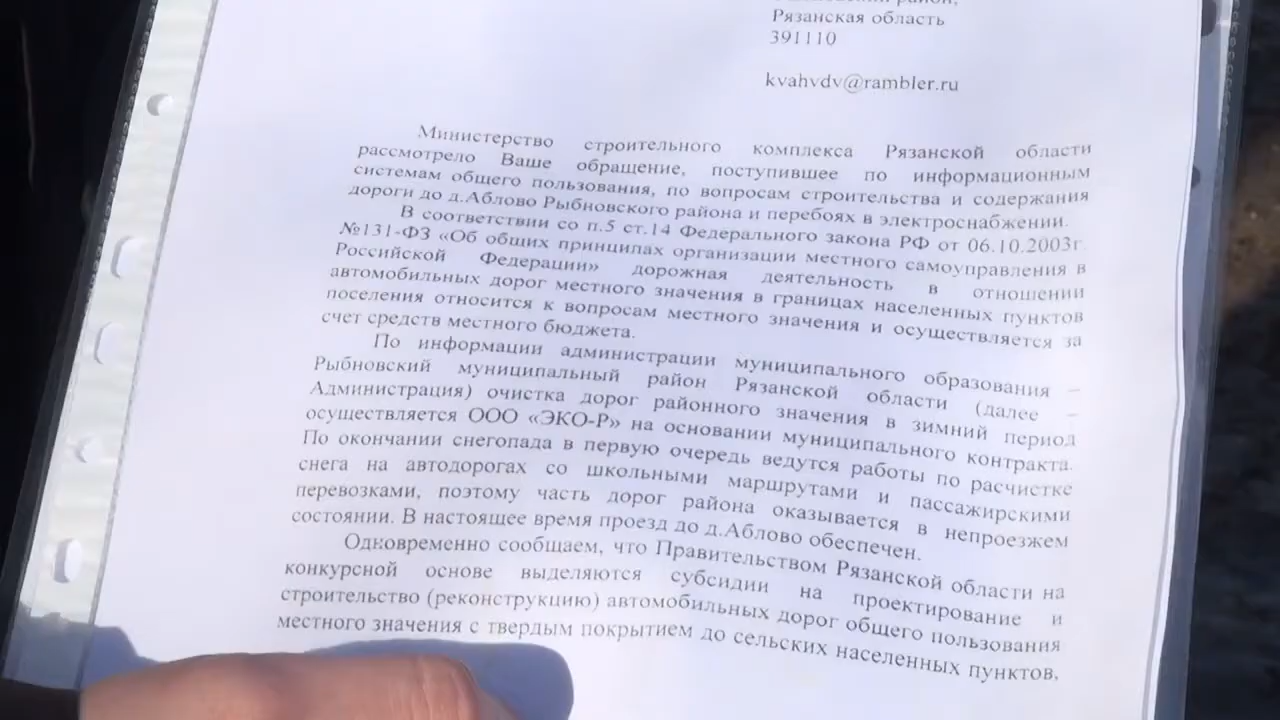 район,
Рязанская область
391110
kvahvdv@rambler.ru
Министерство строительного комплекса Рязанской области
рассмотрело Ваше обращение, поступившее по информационным
системам общего пользования, по вопросам строительства и содержания
дороги до д.Аблово Рыбновского района и перебоях в электроснабжении.
В соответствии со п.5 ст.14 Федерального закона РФ от 06.10.2003г.
№131-ФЗ «Об общих принципах организации местного самоуправления в
Российской Федерации» дорожная деятельность в отношении
автомобильных дорог местного значения в границах населенных пунктов
поселения относится к вопросам местного значения и осуществляется за
счет средств местного бюджета.
По информации администрации муниципального образования –
Рыбновский муниципальный район Рязанской области (далее –
Администрация) очистка дорог районного значения в зимний период
осуществляется ООО «ЭКО-Р» на основании муниципального контракта.
По окончании снегопада в первую очередь ведутся работы по расчистке
снега на автодорогах со школьными маршрутами и пассажирскими
перевозками, поэтому часть дорог района оказывается в непроезжем
состоянии. В настоящее время проезд до д.Аблово обеспечен.
Одновременно сообщаем, что Правительством Рязанской области на
конкурсной основе выделяются субсидии на проектирование и
строительство (реконструкцию) автомобильных дорог общего пользования
местного значения с твердым покрытием до сельских населенных пунктов,